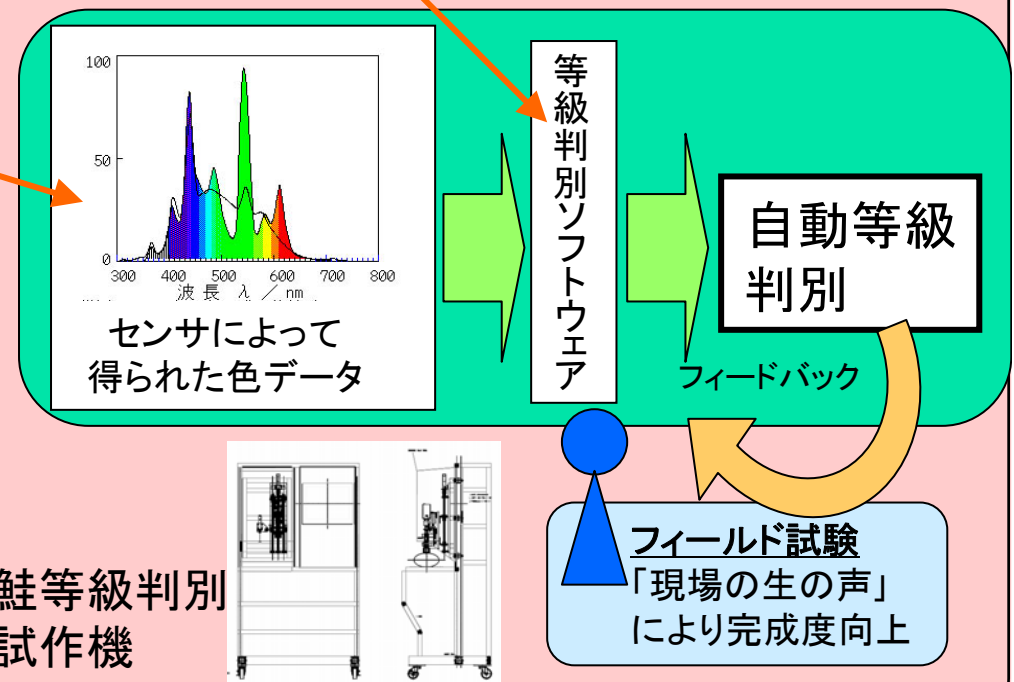 100
50
0
300 400 500 600 700 800
波 長 λ ／ nm
センサによって
得られた色データ
等級判別ソフトウェア
自動等級
判別
フィードバック
フィールド試験
「現場の生の声」
により完成度向上
鮭等級判別
試作機